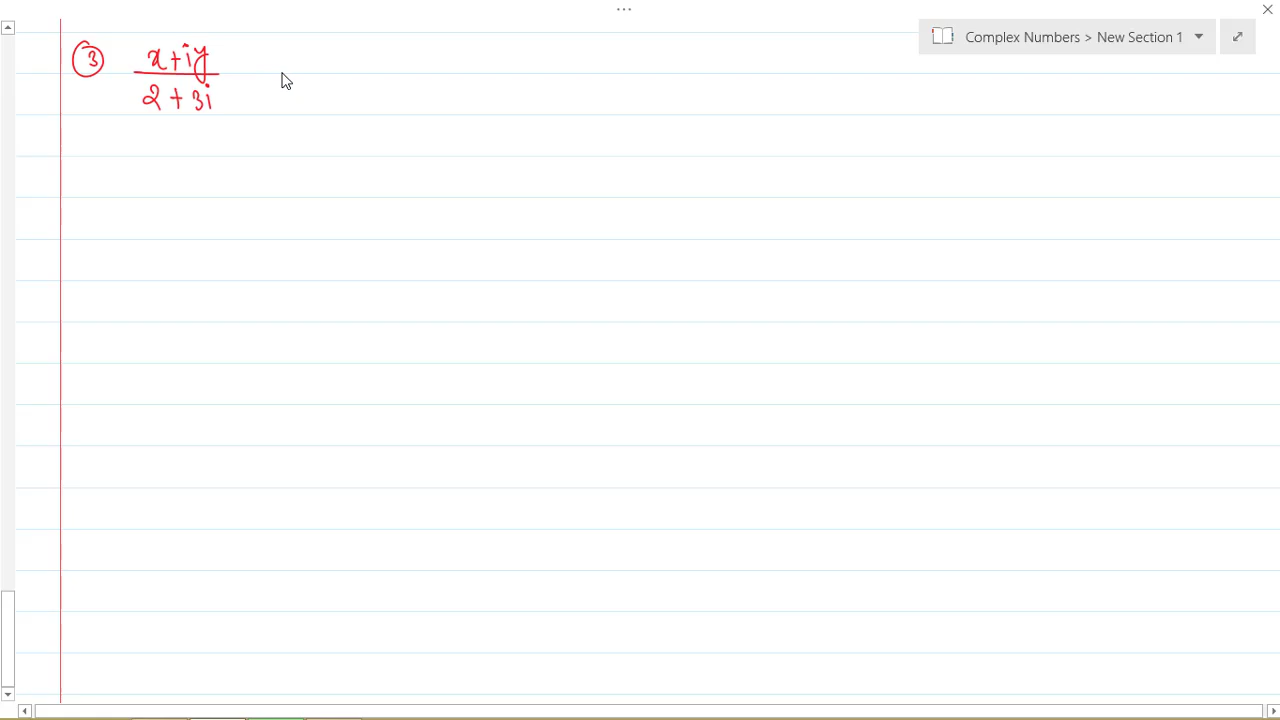 ...
Complex Numbers > New Section 1
③ x+iy
2+3i